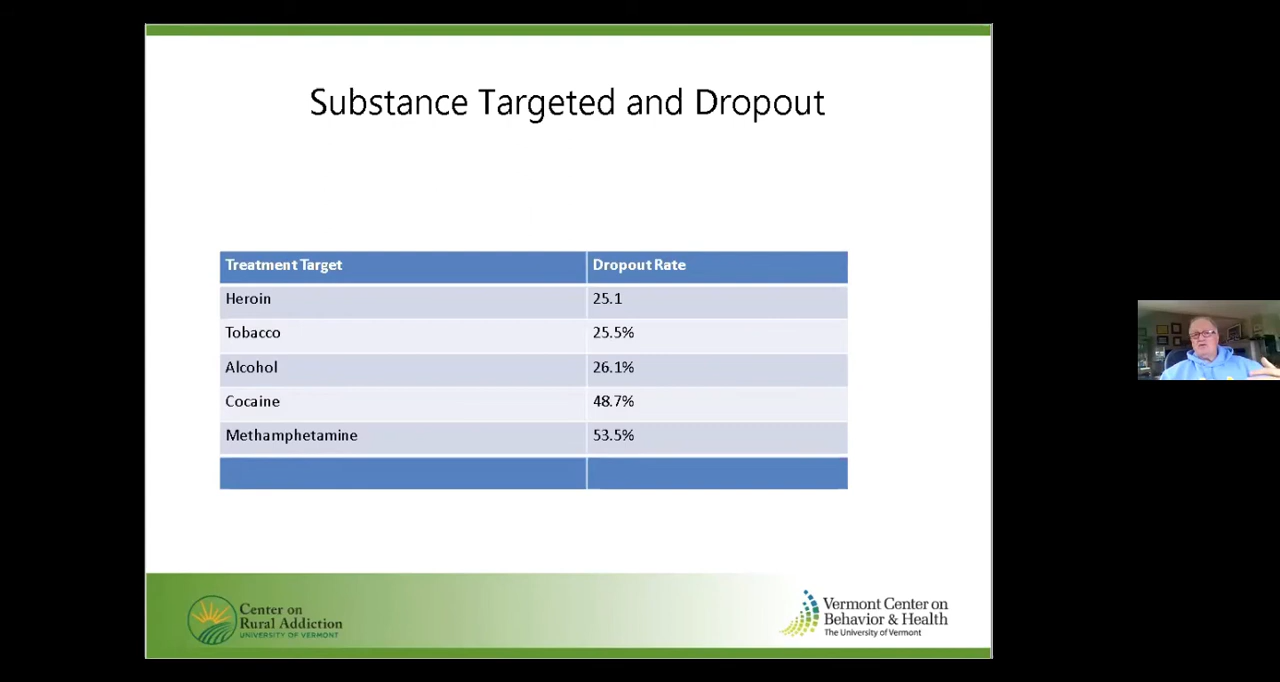 Substance Targeted and Dropout
Treatment Target Dropout Rate
Heroin 25.1
Tobacco 25.5%
Alcohol 26.1%
Cocaine 48.7%
Methamphetamine 53.5%
Center on
Rural Addiction
UNIVERSITY OF VERMONT
Vermont Center on
Behavior & Health
The University of Vermont